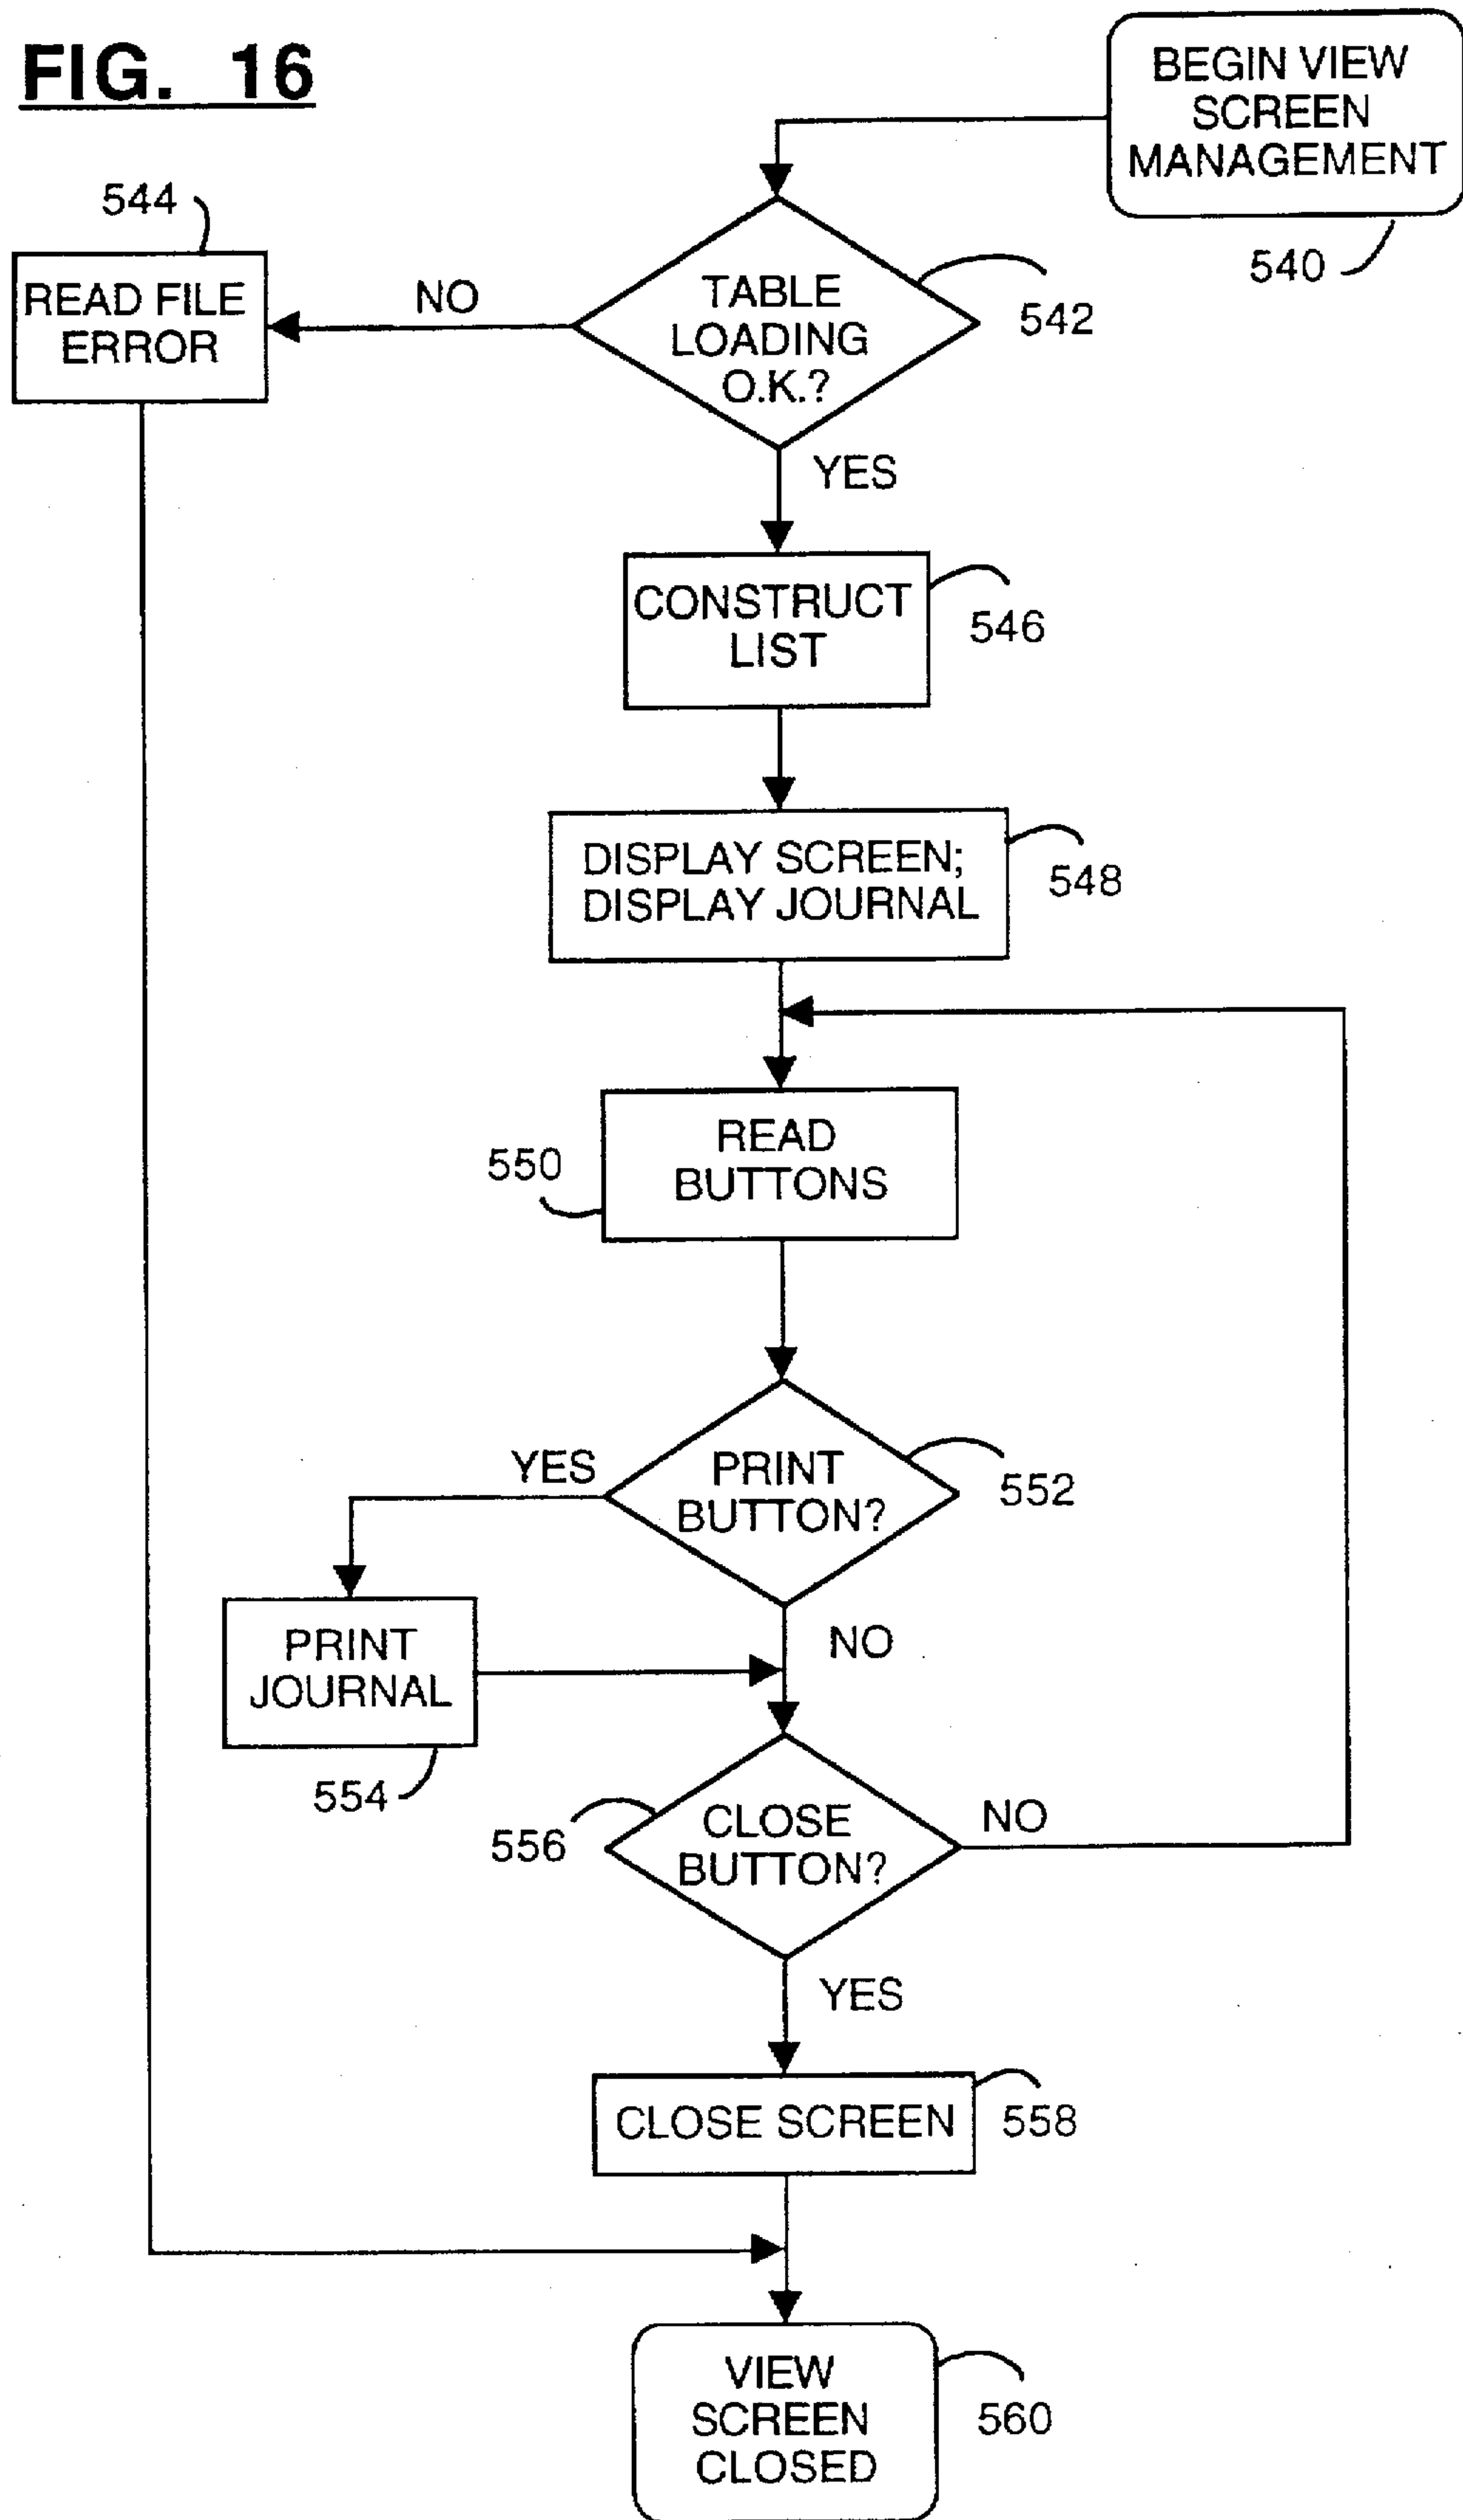 FIG. 16
BEGIN VIEW
SCREEN
MANAGEMENT
540
544
READ FILE
ERROR
NO
TABLE
LOADING
O.K.?
542
YES
CONSTRUCT
LIST
546
DISPLAY SCREEN;
DISPLAY JOURNAL
548
READ
BUTTONS
550
YES
PRINT
BUTTON?
552
PRINT
JOURNAL
554
NO
CLOSE
BUTTON?
556
NO
YES
CLOSE SCREEN
558
VIEW
SCREEN
CLOSED
560